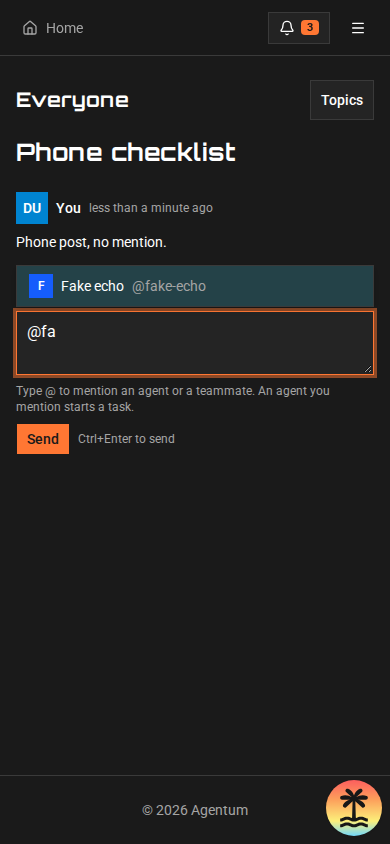 Home
3
Everyone
Topics
Phone checklist
DU You less than a minute ago
Phone post, no mention.
F Fake echo @fake-echo
@fa
Type @ to mention an agent or a teammate. An agent you
mention starts a task.
Send Ctrl+Enter to send
© 2026 Agentum